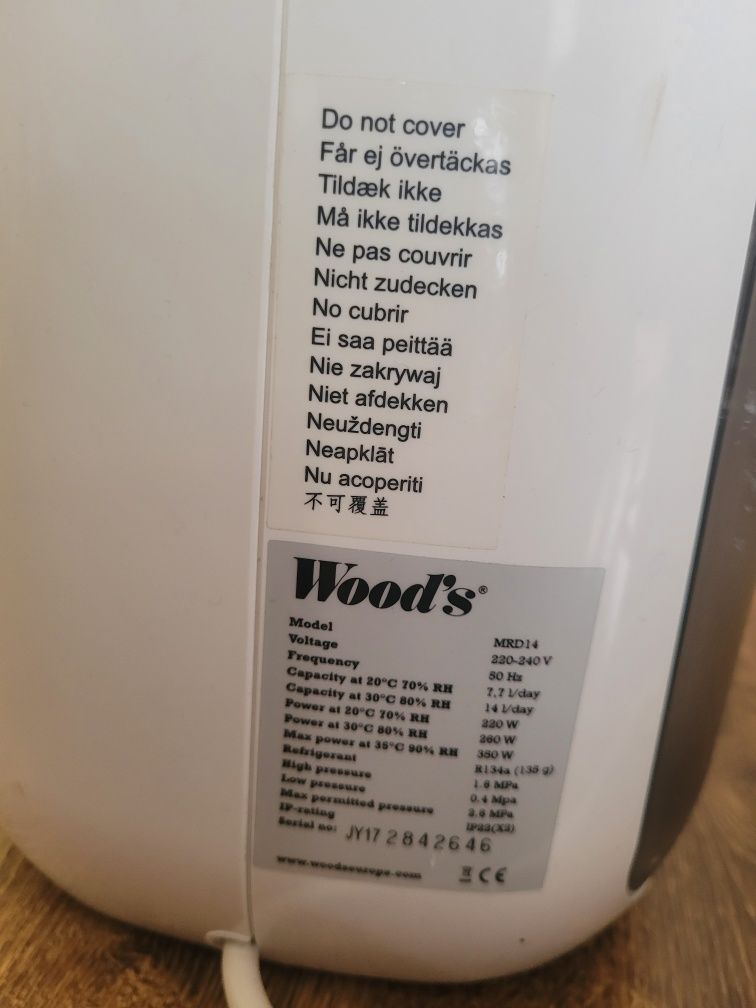 Do not cover
Får ej övertäckas
Tildæk ikke
Må ikke tildekkas
Ne pas couvrir
Nicht zudecken
No cubrir
Ei saa peittää
Nie zakrywaj
Niet afdekken
Neuždengti
Neapklāt
Nu acoperiti
不可覆盖
Wood's®
Model MRD14
Voltage 220-240 V
Frequency 50 Hz
Capacity at 20°C 70% RH 7,7 l/day
Capacity at 30°C 80% RH 14 l/day
Power at 20°C 70% RH 220 W
Power at 30°C 80% RH 260 W
Max power at 35°C 90% RH 350 W
Refrigerant R134a (135 g)
High pressure 1.6 MPa
Low pressure 0.4 Mpa
Max permitted pressure 2.6 MPa
IP-rating IP22(X2)
Serial no: JY17 2842646
www.woodseurope.com CE